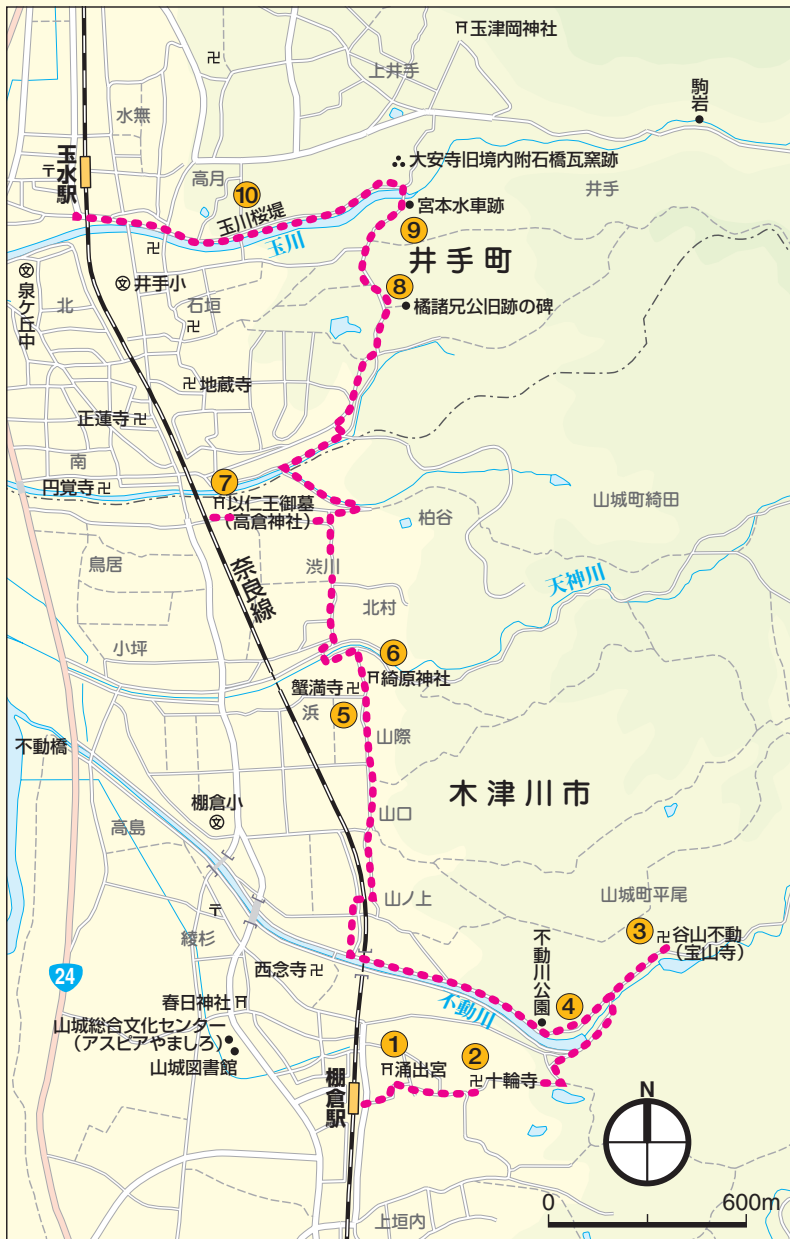 玉津岡神社
上井手
駒岩
水無
玉水駅
高月
大安寺旧境内附石橋瓦窯跡
井手
⑩
玉川桜堤
宮本水車跡
玉川
⑨
井手町
泉ケ丘中
北
井手小
石垣
⑧
橘諸兄公旧跡の碑
地蔵寺
正蓮寺
南
⑦
円覚寺
以仁王御墓
(高倉神社)
柏谷
山城町綺田
鳥居
奈良線
渋川
天神川
北村
小坪
⑥
蟹満寺
綺原神社
浜
⑤
山際
不動橋
木津川市
棚倉小
高島
山口
山ノ上
山城町平尾
綾杉
③
谷山不動
(宝山寺)
24
西念寺
不動川公園
④
不動川
春日神社
山城総合文化センター
(アスピアやましろ)
山城図書館
①
涌出宮
②
十輪寺
棚倉駅
N
0
600m
上垣内